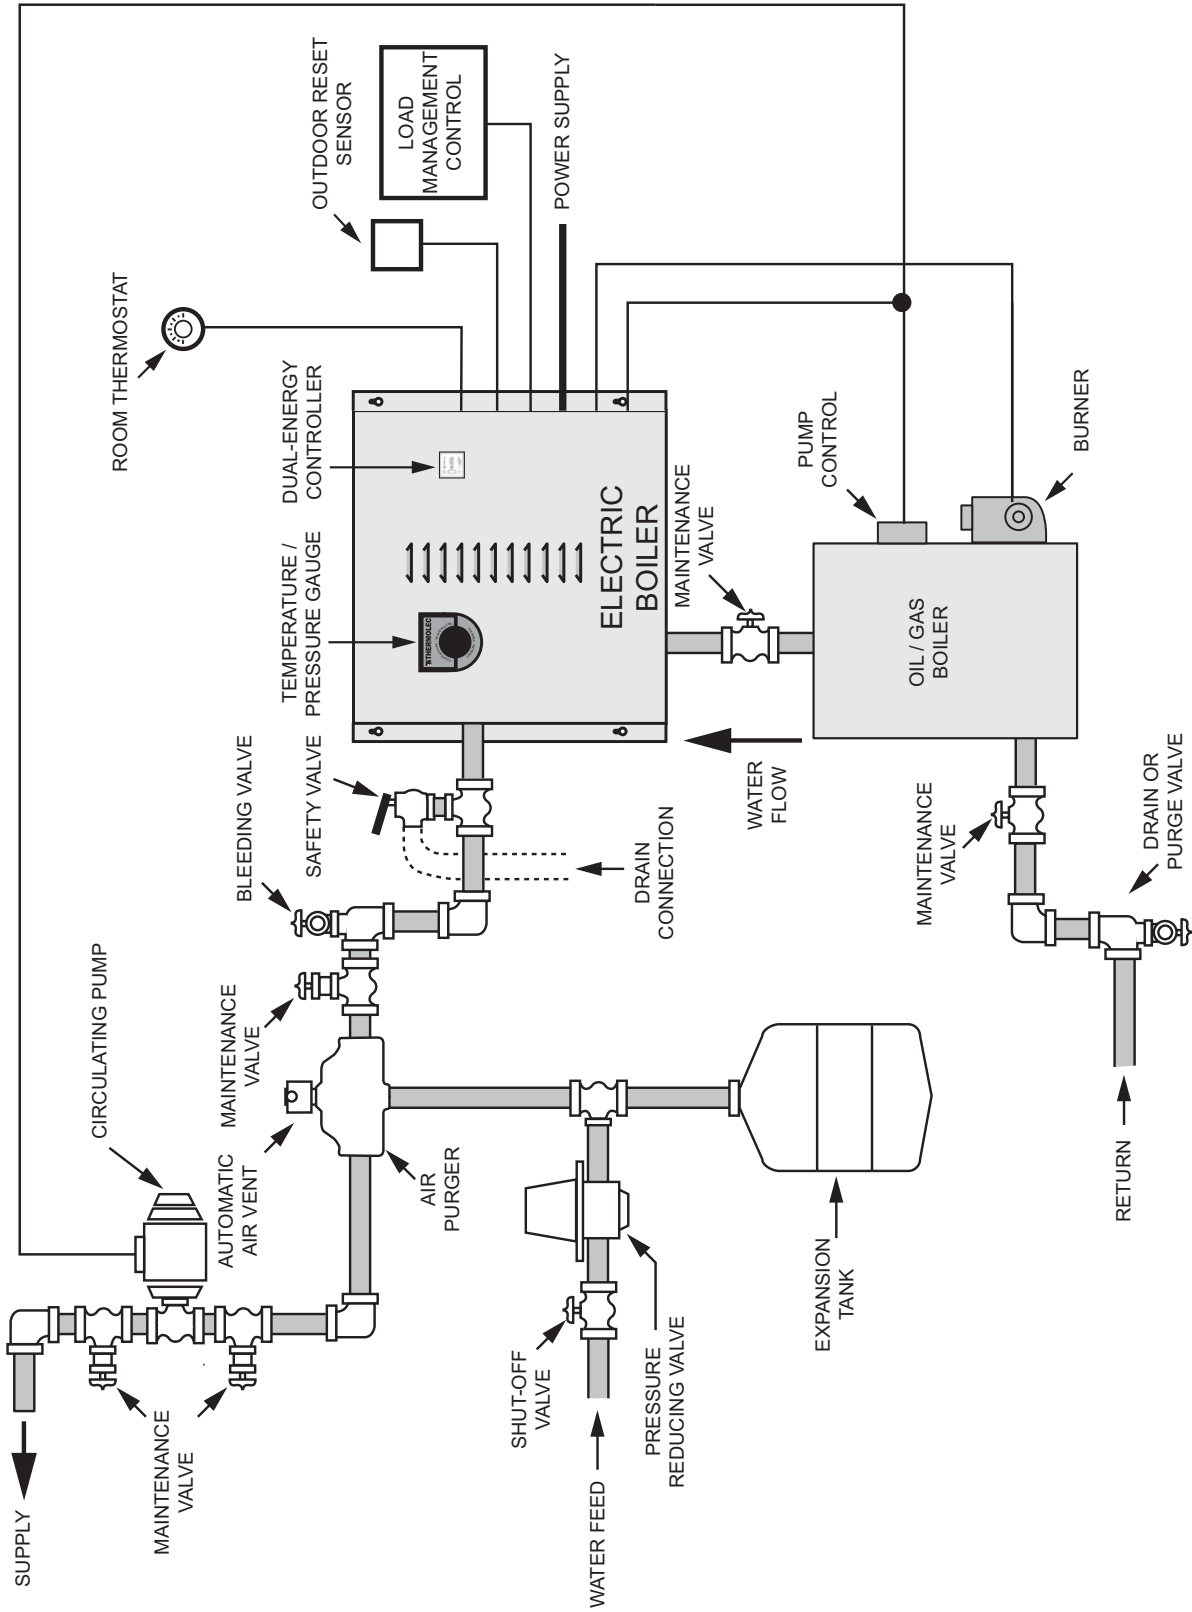 SUPPLY
MAINTENANCE
VALVE
CIRCULATING PUMP
ROOM THERMOSTAT
AUTOMATIC
AIR VENT
MAINTENANCE
VALVE
BLEEDING VALVE
SAFETY VALVE
TEMPERATURE /
PRESSURE GAUGE
DUAL-ENERGY
CONTROLLER
OUTDOOR RESET
SENSOR
LOAD
MANAGEMENT
CONTROL
POWER SUPPLY
THERMOLEC
ELECTRIC
BOILER
AIR
PURGER
SHUT-OFF
VALVE
WATER FEED
PRESSURE
REDUCING VALVE
DRAIN
CONNECTION
MAINTENANCE
VALVE
WATER
FLOW
EXPANSION
TANK
PUMP
CONTROL
OIL / GAS
BOILER
MAINTENANCE
VALVE
BURNER
RETURN
DRAIN OR
PURGE VALVE